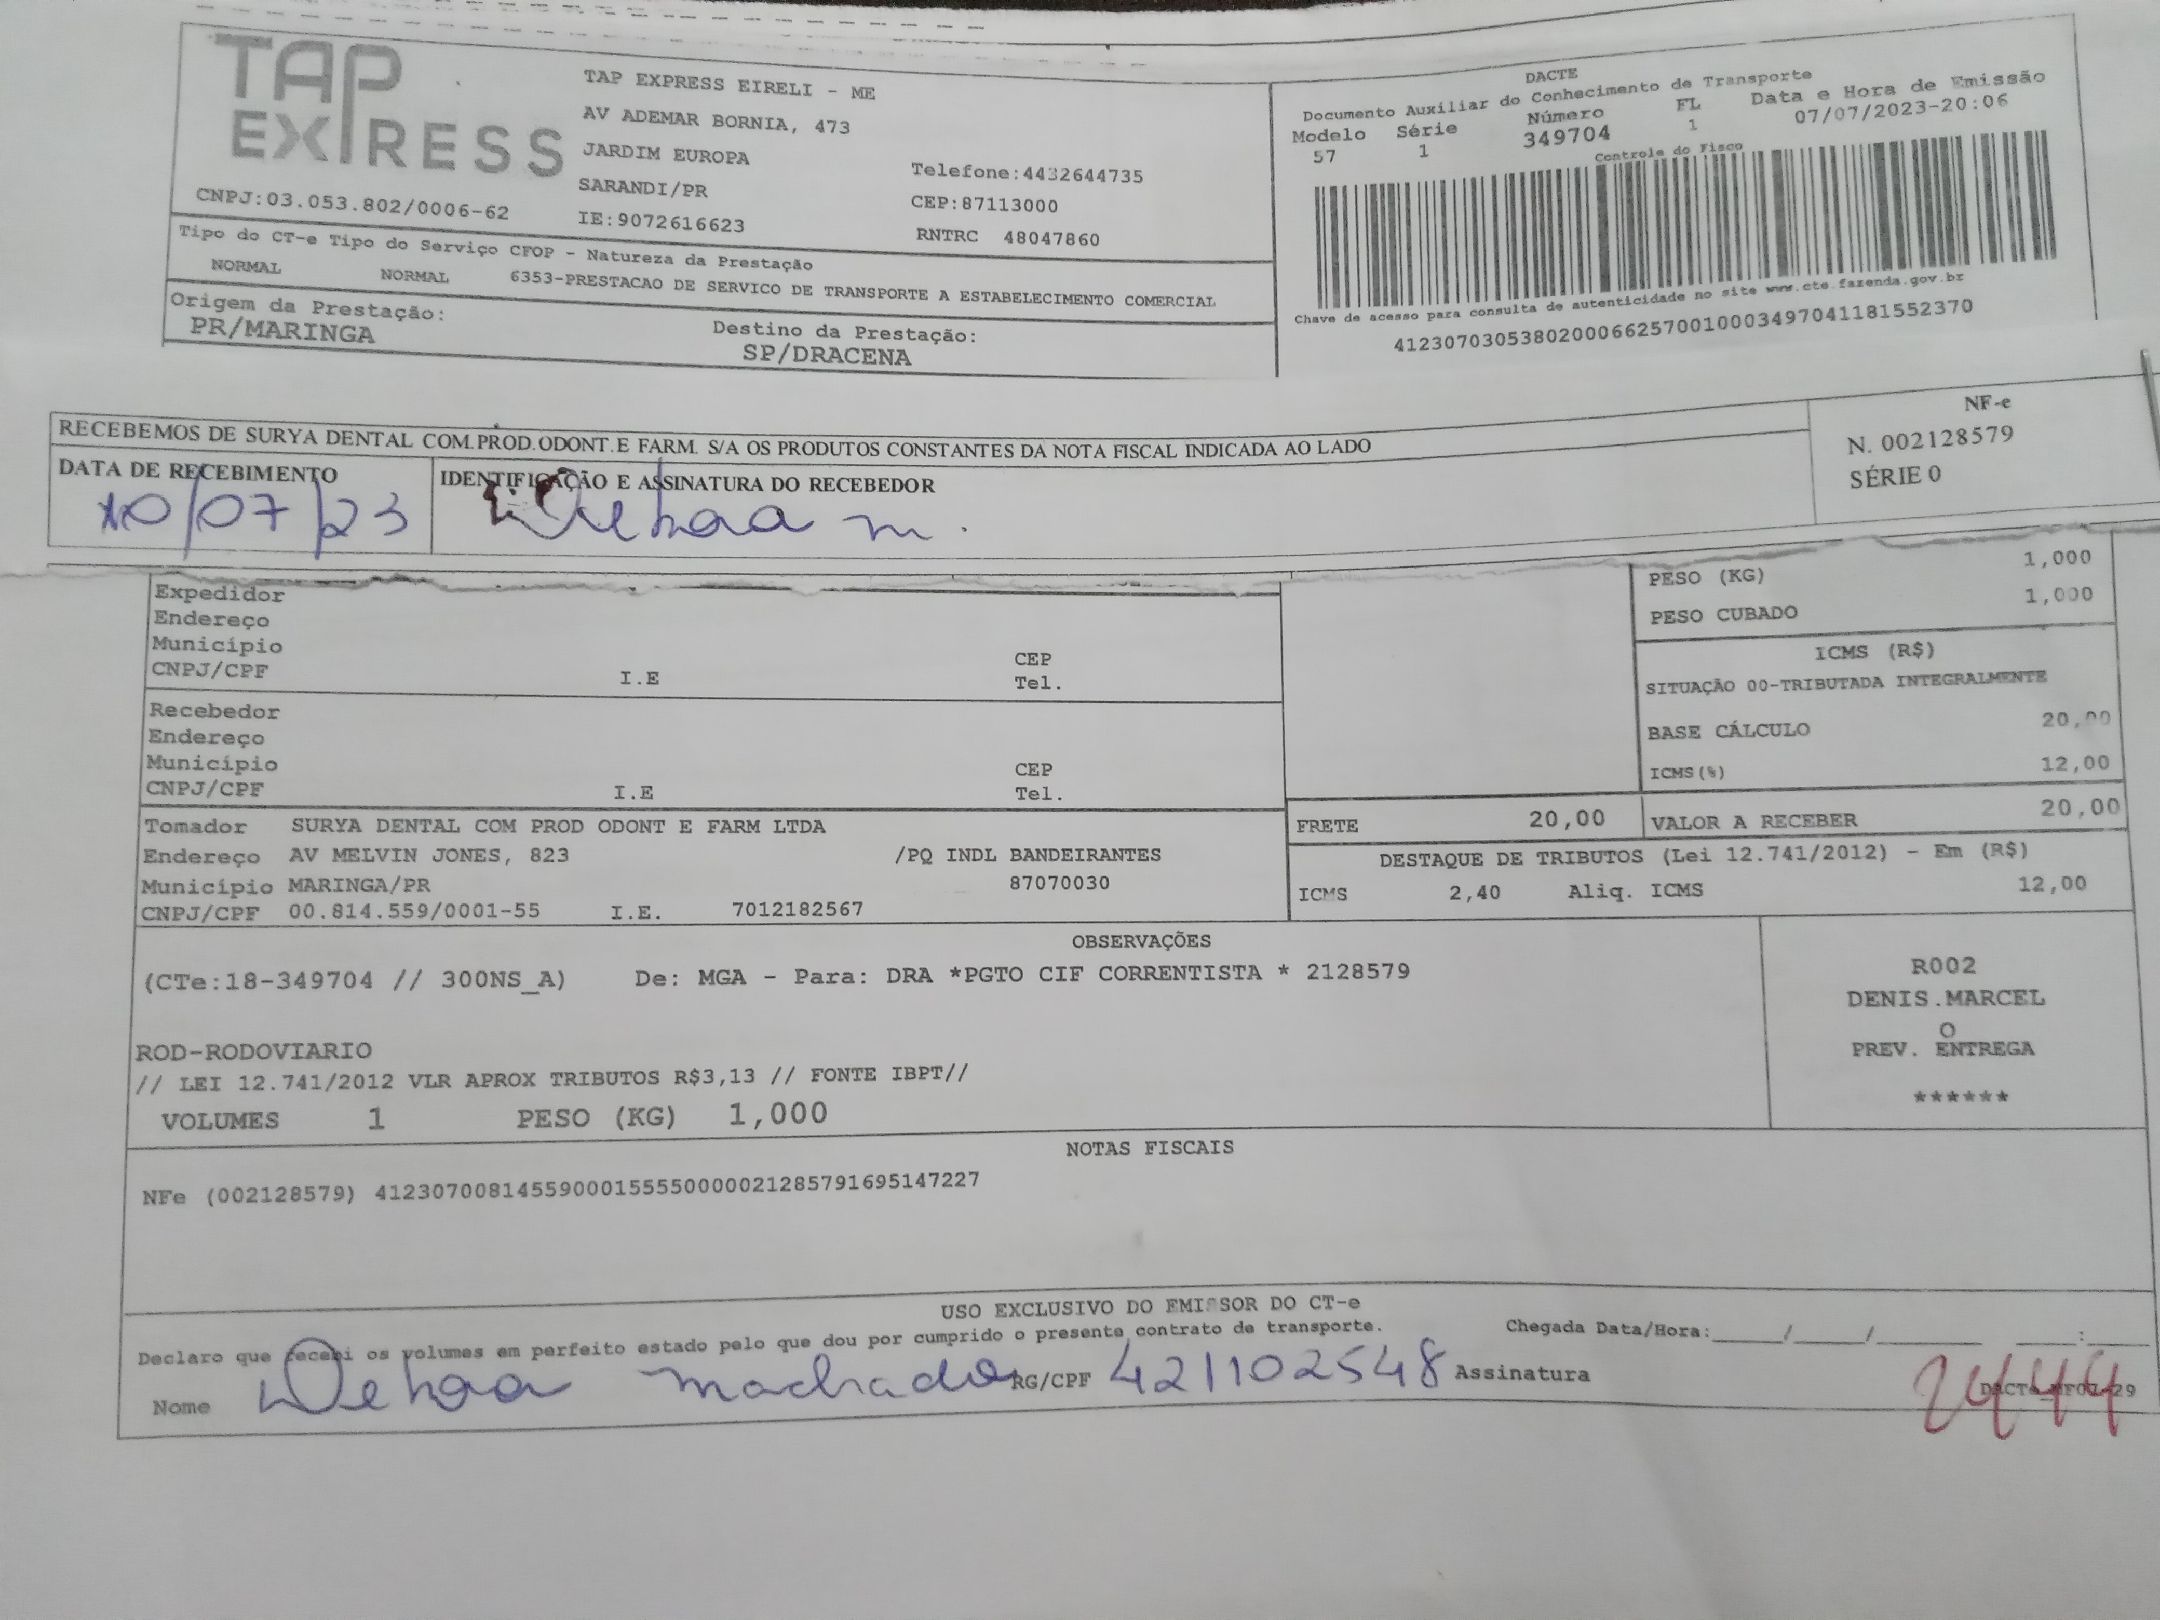 TAP
EXPRESS
CNPJ:03.053.802/0006-62
TAP EXPRESS EIRELI - ME
AV ADEMAR BORNIA, 473
JARDIM EUROPA
SARANDI/PR
IE:9072616623
Telefone:4432644735
CEP:87113000
RNTRC 48047860
DACTE
Documento Auxiliar do Conhecimento de Transporte
Modelo Série Número FL Data e Hora de Emissão
57 1 349704 1 07/07/2023-20:06
Controle do Fisco
Chave de acesso para consulta de autenticidade no site www.cte.fazenda.gov.br
41230703053802000662570010003497041181552370
Tipo do CT-e Tipo do Serviço CFOP - Natureza da Prestação
NORMAL NORMAL 6353-PRESTACAO DE SERVICO DE TRANSPORTE A ESTABELECIMENTO COMERCIAL
Origem da Prestação: Destino da Prestação:
PR/MARINGA SP/DRACENA
RECEBEMOS DE SURYA DENTAL COM.PROD.ODONT.E FARM. S/A OS PRODUTOS CONSTANTES DA NOTA FISCAL INDICADA AO LADO
NF-e
N. 002128579
SÉRIE 0
DATA DE RECEBIMENTO IDENTIFICAÇÃO E ASSINATURA DO RECEBEDOR
10/07/23 m.
Expedidor
Endereço
Município CEP
CNPJ/CPF I.E Tel.
Recebedor
Endereço
Município CEP
CNPJ/CPF I.E Tel.
PESO (KG) 1,000
PESO CUBADO 1,000
ICMS (R$)
SITUAÇÃO 00-TRIBUTADA INTEGRALMENTE
BASE CÁLCULO 20,00
ICMS(%) 12,00
Tomador SURYA DENTAL COM PROD ODONT E FARM LTDA
Endereço AV MELVIN JONES, 823 /PQ INDL BANDEIRANTES
Município MARINGA/PR 87070030
CNPJ/CPF 00.814.559/0001-55 I.E. 7012182567
FRETE 20,00 VALOR A RECEBER 20,00
DESTAQUE DE TRIBUTOS (Lei 12.741/2012) - Em (R$)
ICMS 2,40 Aliq. ICMS 12,00
OBSERVAÇÕES
(CTe:18-349704 // 300NS_A) De: MGA - Para: DRA *PGTO CIF CORRENTISTA * 2128579
ROD-RODOVIARIO
// LEI 12.741/2012 VLR APROX TRIBUTOS R$3,13 // FONTE IBPT//
VOLUMES 1 PESO (KG) 1,000
R002
DENIS.MARCEL
O
PREV. ENTREGA
******
NOTAS FISCAIS
NFe (002128579) 41230700814559000155550000021285791695147227
USO EXCLUSIVO DO EMISSOR DO CT-e
Declaro que recebi os volumes em perfeito estado pelo que dou por cumprido o presente contrato de transporte. Chegada Data/Hora:_____/_____/_______ ___:____
Nome machado RG/CPF 421102548 Assinatura